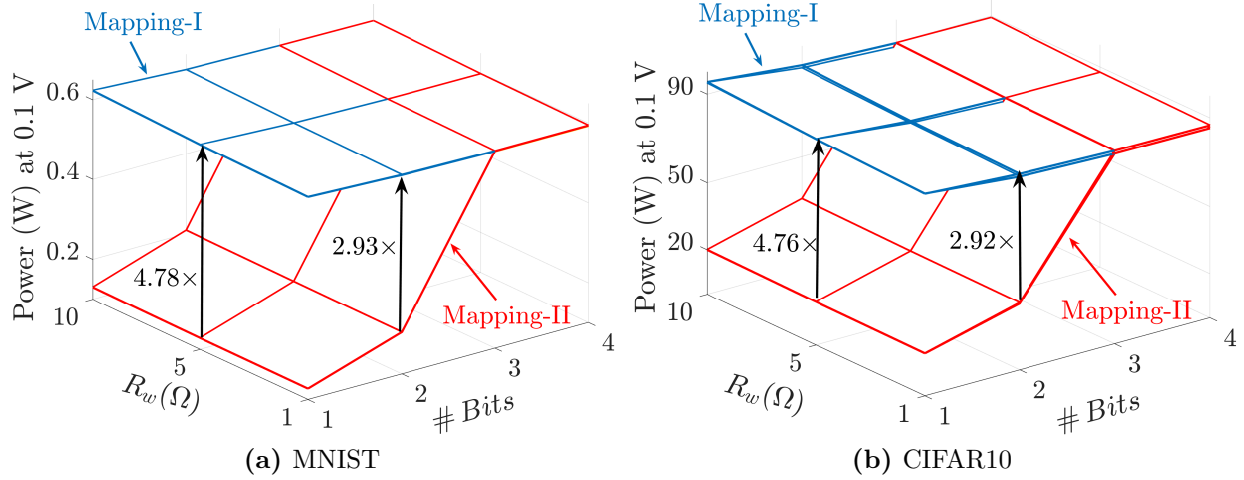 Mapping-I
Power (W) at 0.1 V
0.6
0.4
0.2
4.78×
2.93×
Mapping-II
10
5
1
R_w(Ω)
1
2
3
4
# Bits
(a) MNIST
Mapping-I
Power (W) at 0.1 V
90
50
20
4.76×
2.92×
Mapping-II
10
5
1
R_w(Ω)
1
2
3
4
# Bits
(b) CIFAR10